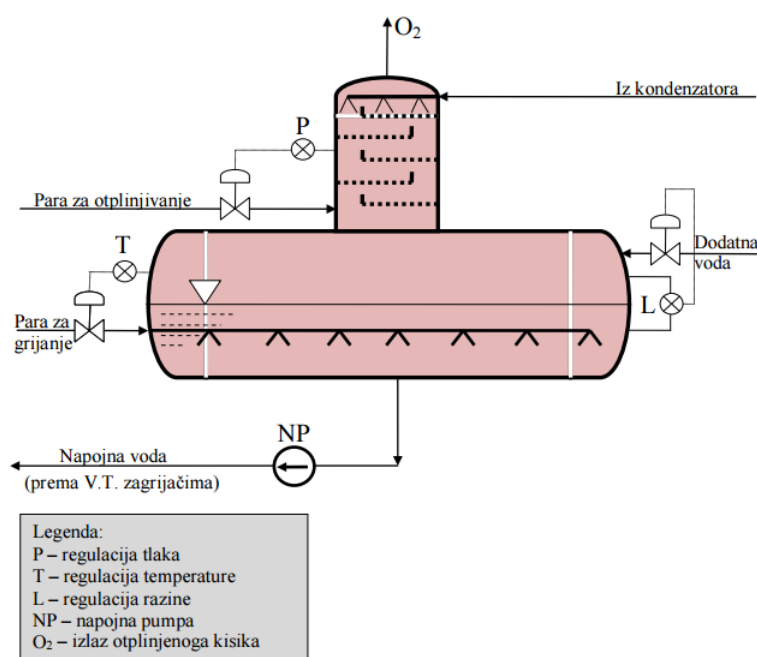 O2
Iz kondenzatora
P
Para za otplinjivanje
T
Dodatna
voda
L
Para za
grijanje
NP
Napojna voda
(prema V.T. zagrijačima)
Legenda:
P – regulacija tlaka
T – regulacija temperature
L – regulacija razine
NP – napojna pumpa
O2 – izlaz otplinjenoga kisika